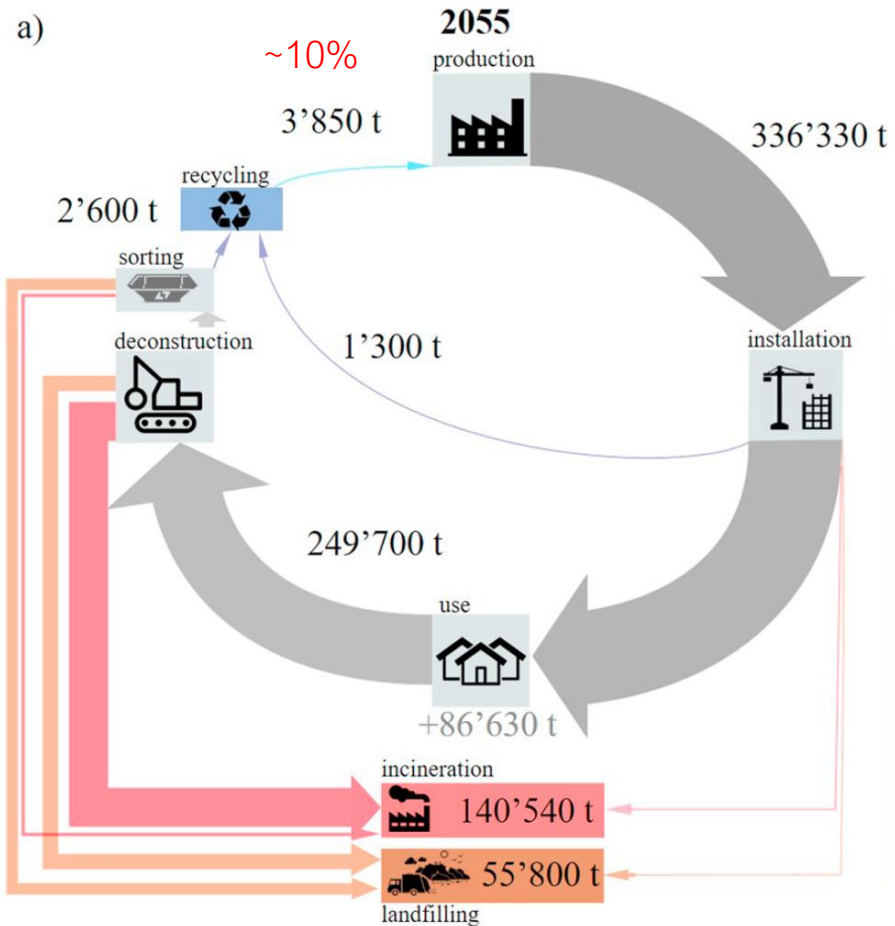 a)
2055
~10%
production
3’850 t
336’330 t
recycling
2’600 t
sorting
deconstruction
1’300 t
installation
249’700 t
use
+86’630 t
incineration
140’540 t
55’800 t
landfilling